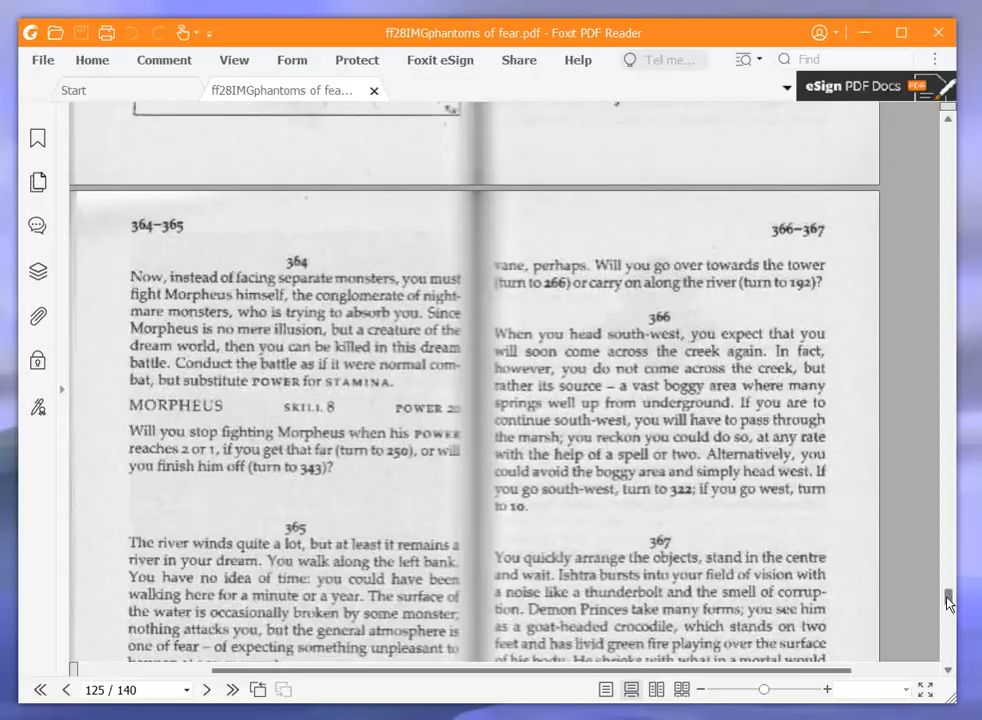 ff28IMGphantoms of fear.pdf - Foxit PDF Reader
File Home Comment View Form Protect Foxit eSign Share Help Tell me... Find
Start ff28IMGphantoms of fea... eSign PDF Docs
364–365
364
Now, instead of facing separate monsters, you must
fight Morpheus himself, the conglomerate of night-
mare monsters, who is trying to absorb you. Since
Morpheus is no mere illusion, but a creature of the
dream world, then you can be killed in this dream
battle. Conduct the battle as if it were normal com-
bat, but substitute POWER for STAMINA.
MORPHEUS SKILL 8 POWER
Will you stop fighting Morpheus when his POWER
reaches 2 or 1, if you get that far (turn to 250), or will
you finish him off (turn to 343)?
365
The river winds quite a lot, but at least it remains a
river in your dream. You walk along the left bank.
You have no idea of time: you could have been
walking here for a minute or a year. The surface of
the water is occasionally broken by some monster;
nothing attacks you, but the general atmosphere is
one of fear – of expecting something unpleasant to
366–367
vane, perhaps. Will you go over towards the tower
(turn to 266) or carry on along the river (turn to 192)?
366
When you head south-west, you expect that you
will soon come across the creek again. In fact,
however, you do not come across the creek, but
rather its source – a vast boggy area where many
springs well up from underground. If you are to
continue south-west, you will have to pass through
the marsh; you reckon you could do so, at any rate
with the help of a spell or two. Alternatively, you
could avoid the boggy area and simply head west. If
you go south-west, turn to 322; if you go west, turn
to 10.
367
You quickly arrange the objects, stand in the centre
and wait. Ishtra bursts into your field of vision with
a noise like a thunderbolt and the smell of corrup-
tion. Demon Princes take many forms; you see him
as a goat-headed crocodile, which stands on two
feet and has livid green fire playing over the surface
of his body. He shrieks with what in a mortal would
125 / 140